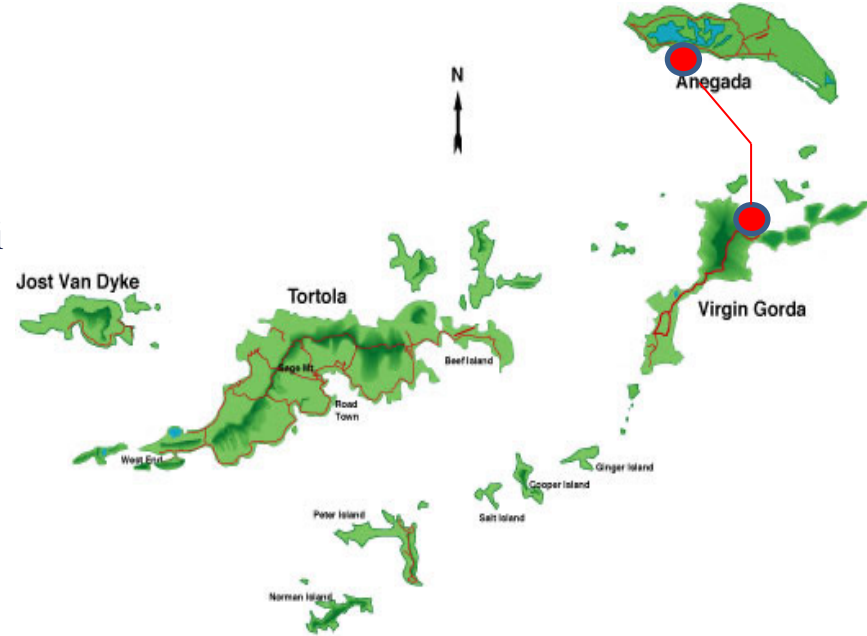 N
Anegada
Jost Van Dyke
Tortola
Virgin Gorda
Beef Island
Sage Mt
Road
Town
West End
Ginger Island
Cooper Island
Salt Island
Peter Island
Norman Island